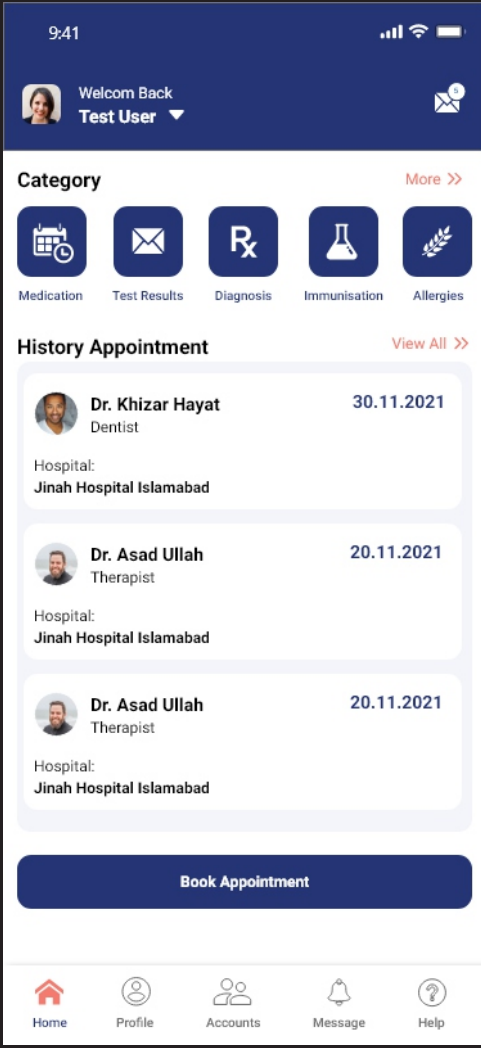 9:41
Welcom Back
Test User
5
Category
More
Rx
Medication
Test Results
Diagnosis
Immunisation
Allergies
History Appointment
View All
Dr. Khizar Hayat
30.11.2021
Dentist
Hospital:
Jinah Hospital Islamabad
Dr. Asad Ullah
20.11.2021
Therapist
Hospital:
Jinah Hospital Islamabad
Dr. Asad Ullah
20.11.2021
Therapist
Hospital:
Jinah Hospital Islamabad
Book Appointment
Home
Profile
Accounts
Message
Help